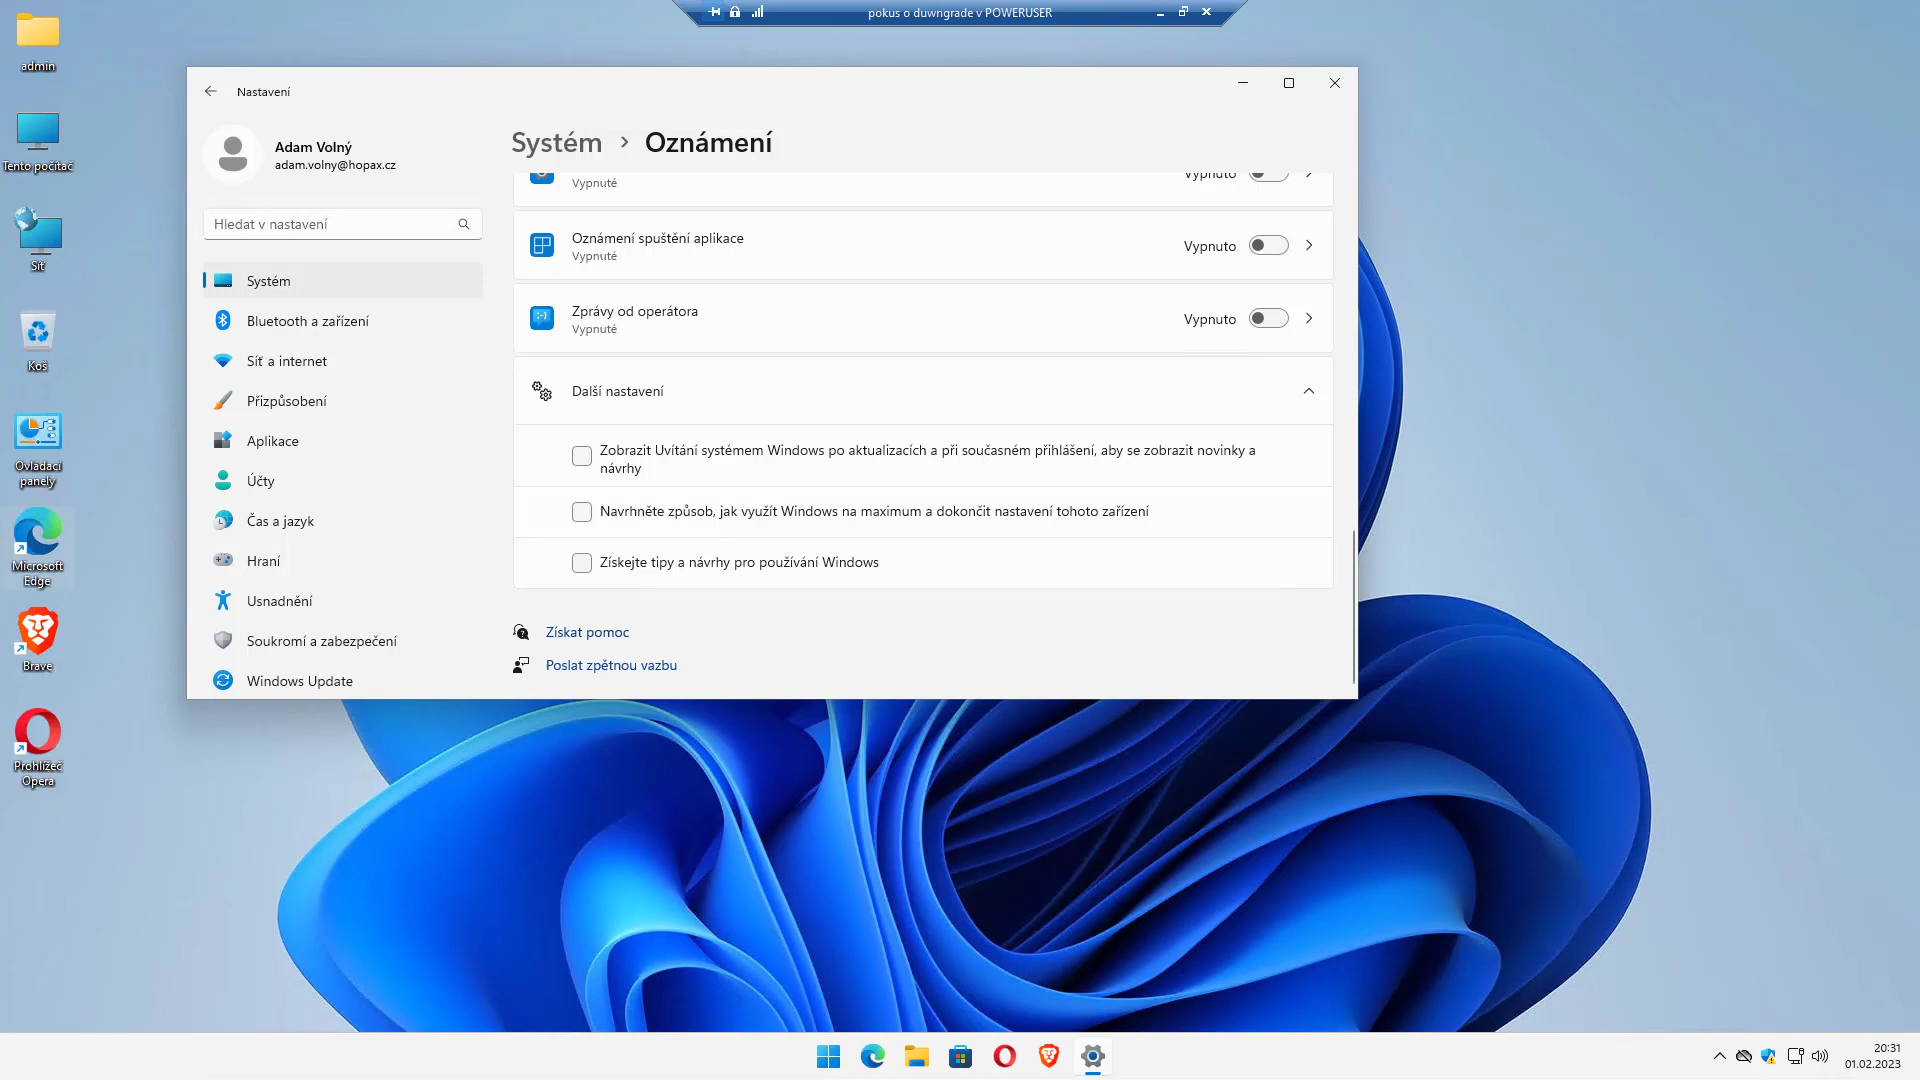 pokus o duwngrade v POWERUSER
admin
Tento počítač
Síť
Koš
Ovládací
panely
Microsoft
Edge
Brave
Prohlížeč
Opera
Nastavení
Adam Volný
adam.volny@hopax.cz
Hledat v nastavení
Systém
Bluetooth a zařízení
Síť a internet
Přizpůsobení
Aplikace
Účty
Čas a jazyk
Hraní
Usnadnění
Soukromí a zabezpečení
Windows Update
Systém › Oznámení
Vypnuté
Vypnuto
Oznámení spuštění aplikace
Vypnuté
Vypnuto
Zprávy od operátora
Vypnuté
Vypnuto
Další nastavení
Zobrazit Uvítání systémem Windows po aktualizacích a při současném přihlášení, aby se zobrazit novinky a
návrhy
Navrhněte způsob, jak využít Windows na maximum a dokončit nastavení tohoto zařízení
Získejte tipy a návrhy pro používání Windows
Získat pomoc
Poslat zpětnou vazbu
20:31
01.02.2023